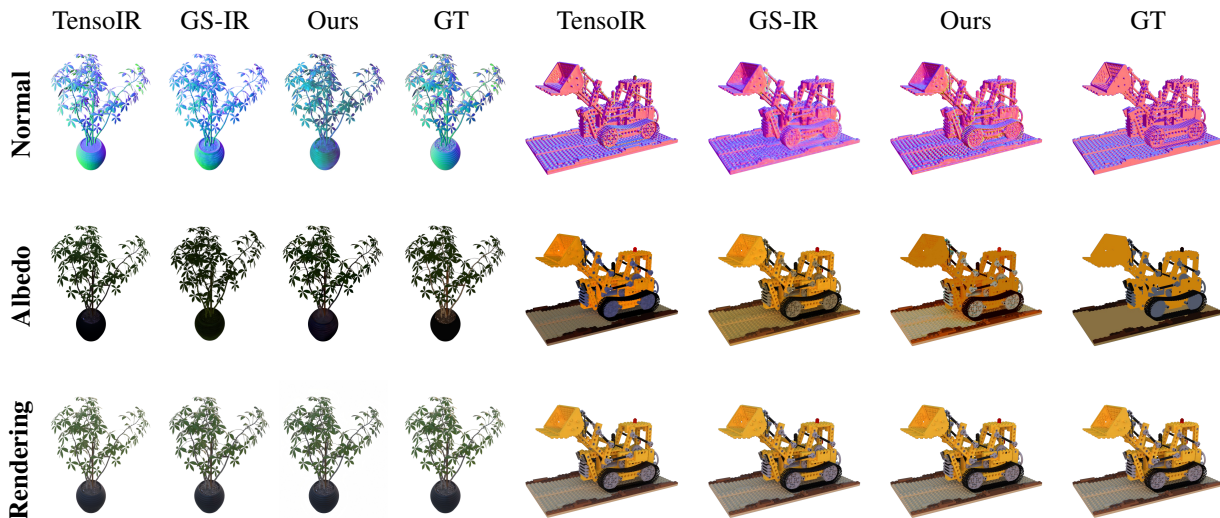 TensoIR GS-IR Ours GT TensoIR GS-IR Ours GT
Normal
Albedo
Rendering